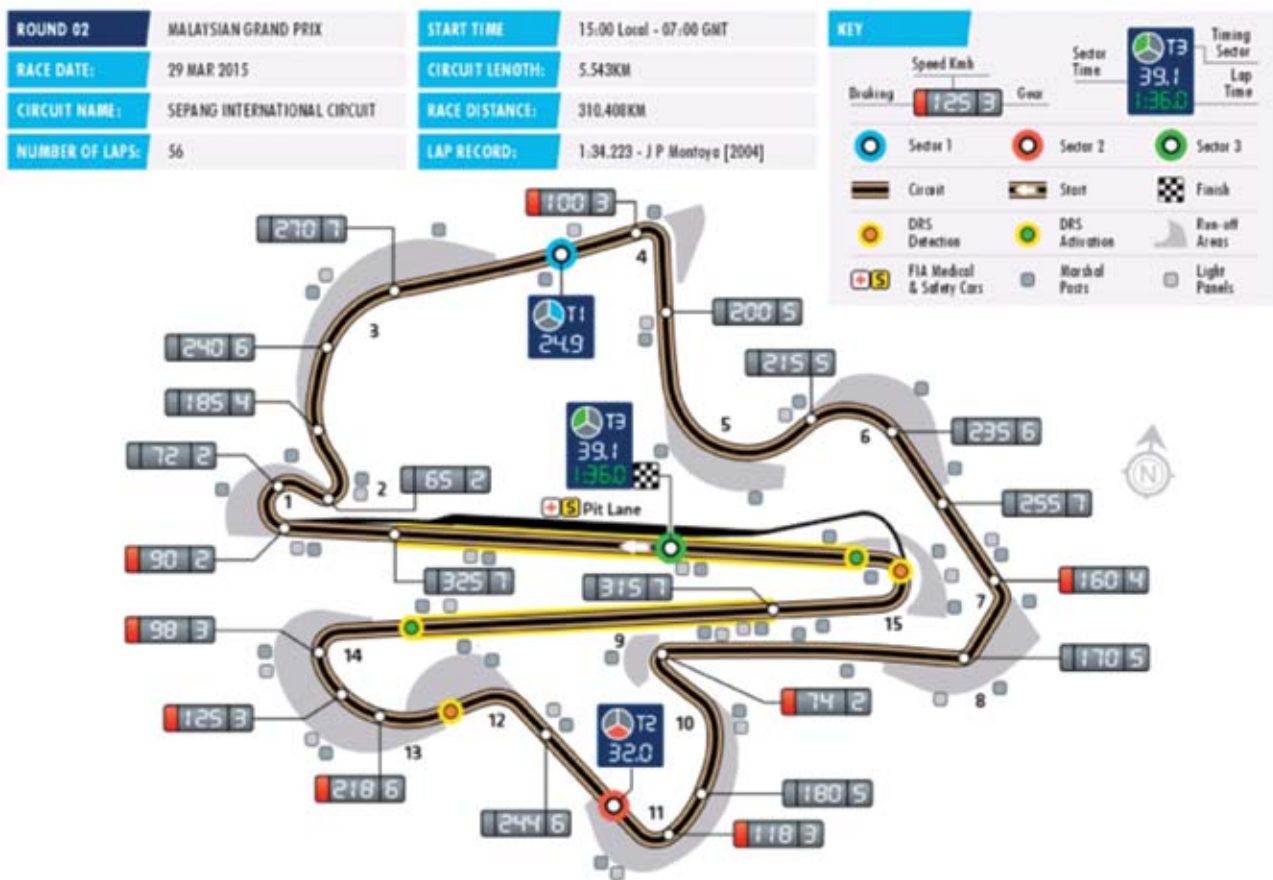 ROUND 02 MALAYSIAN GRAND PRIX
RACE DATE: 29 MAR 2015
CIRCUIT NAME: SEPANG INTERNATIONAL CIRCUIT
NUMBER OF LAPS: 56
START TIME 15:00 Local - 07:00 GMT
CIRCUIT LENGTH: 5.543KM
RACE DISTANCE: 310.408KM
LAP RECORD: 1:34.223 - J P Montoya [2004]
KEY
Speed Kmh
Braking 125 3 Gear
Sector Time
T3
39.1
1:36.0
Timing Sector
Lap Time
Sector 1
Sector 2
Sector 3
Circuit
Start
Finish
DRS Detection
DRS Activation
Run-off Areas
S
FIA Medical & Safety Cars
Marshal Posts
Light Panels
100 3
270 7
4
T1
24.9
3
200 5
240 6
215 5
185 4
5
6
T3
39.1
1:36.0
235 6
72 2
2
65 2
1
S Pit Lane
N
255 7
90 2
325 7
315 7
7
160 4
98 3
14
9
15
170 5
74 2
8
125 3
12
13
T2
32.0
10
218 6
244 6
11
180 5
118 3